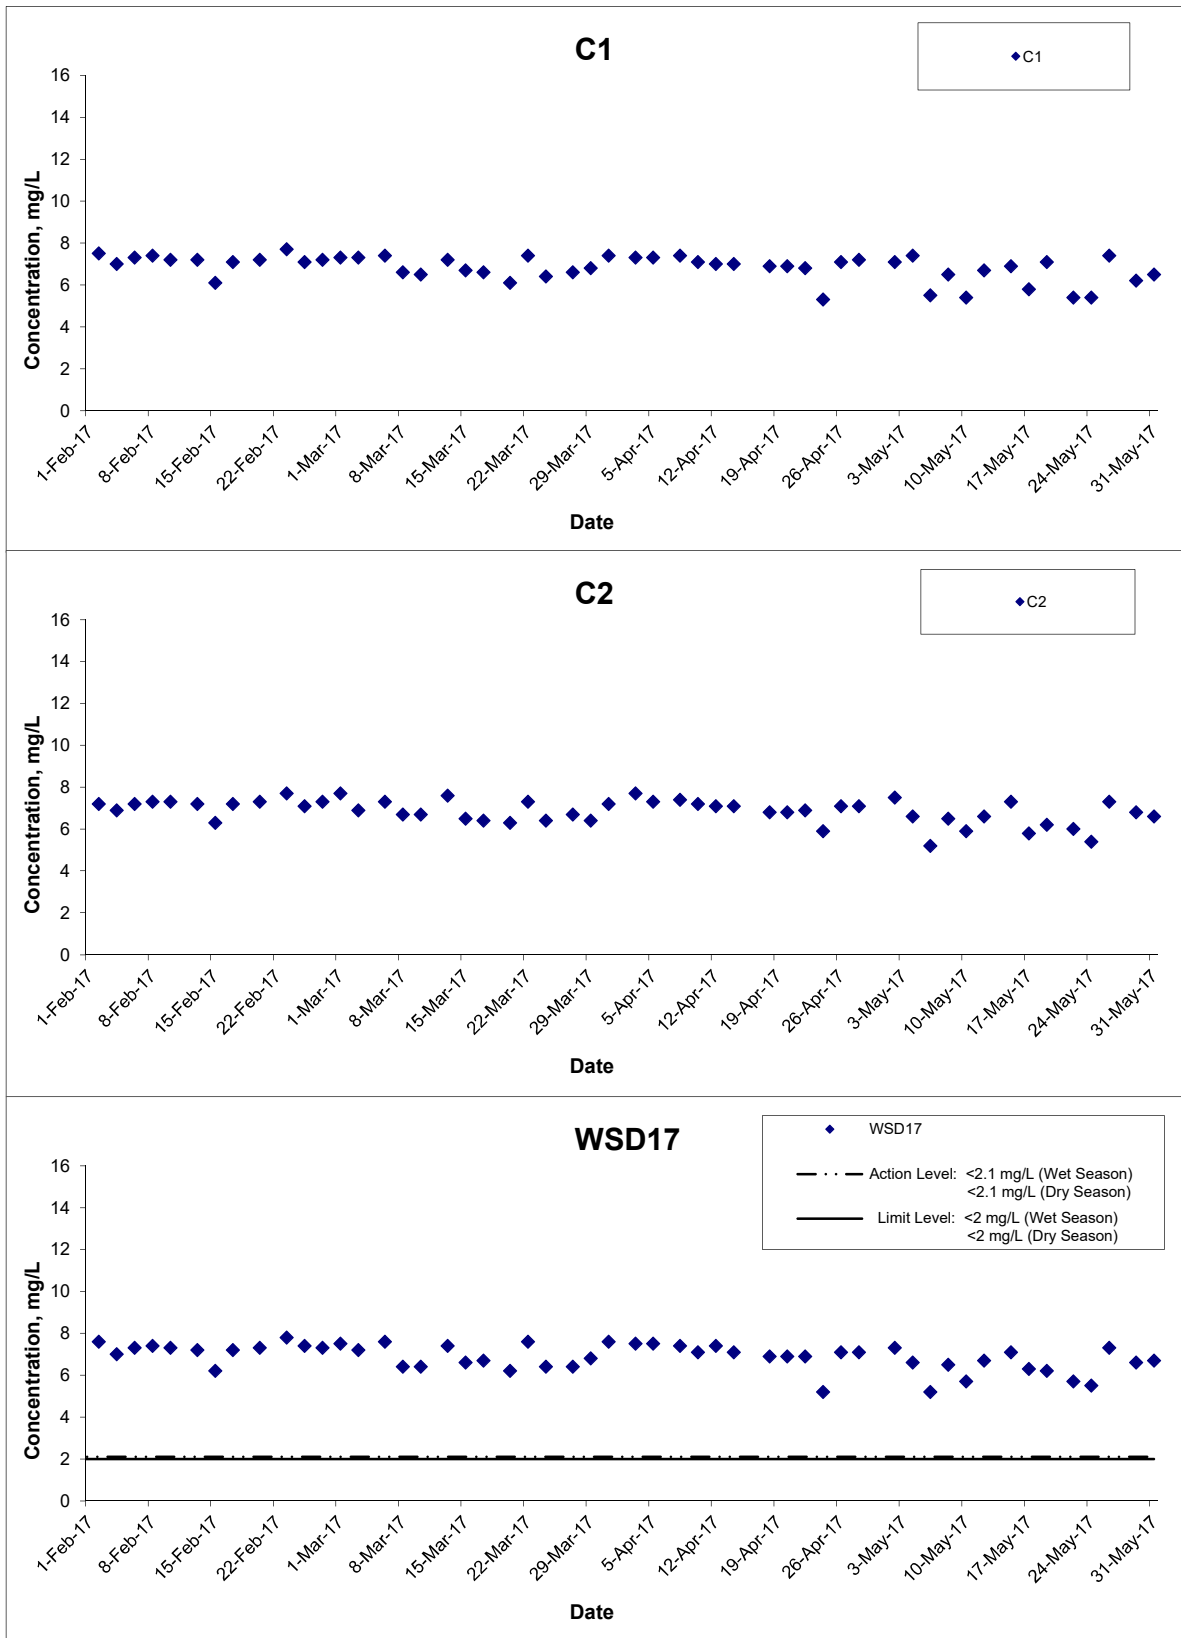 C1
C1
16
14
12
10
8
6
4
2
0
Concentration, mg/L
1-Feb-17
8-Feb-17
15-Feb-17
22-Feb-17
1-Mar-17
8-Mar-17
15-Mar-17
22-Mar-17
29-Mar-17
5-Apr-17
12-Apr-17
19-Apr-17
26-Apr-17
3-May-17
10-May-17
17-May-17
24-May-17
31-May-17
Date
C2
C2
16
14
12
10
8
6
4
2
0
Concentration, mg/L
1-Feb-17
8-Feb-17
15-Feb-17
22-Feb-17
1-Mar-17
8-Mar-17
15-Mar-17
22-Mar-17
29-Mar-17
5-Apr-17
12-Apr-17
19-Apr-17
26-Apr-17
3-May-17
10-May-17
17-May-17
24-May-17
31-May-17
Date
WSD17
WSD17
Action Level: <2.1 mg/L (Wet Season)
<2.1 mg/L (Dry Season)
Limit Level: <2 mg/L (Wet Season)
<2 mg/L (Dry Season)
16
14
12
10
8
6
4
2
0
Concentration, mg/L
1-Feb-17
8-Feb-17
15-Feb-17
22-Feb-17
1-Mar-17
8-Mar-17
15-Mar-17
22-Mar-17
29-Mar-17
5-Apr-17
12-Apr-17
19-Apr-17
26-Apr-17
3-May-17
10-May-17
17-May-17
24-May-17
31-May-17
Date